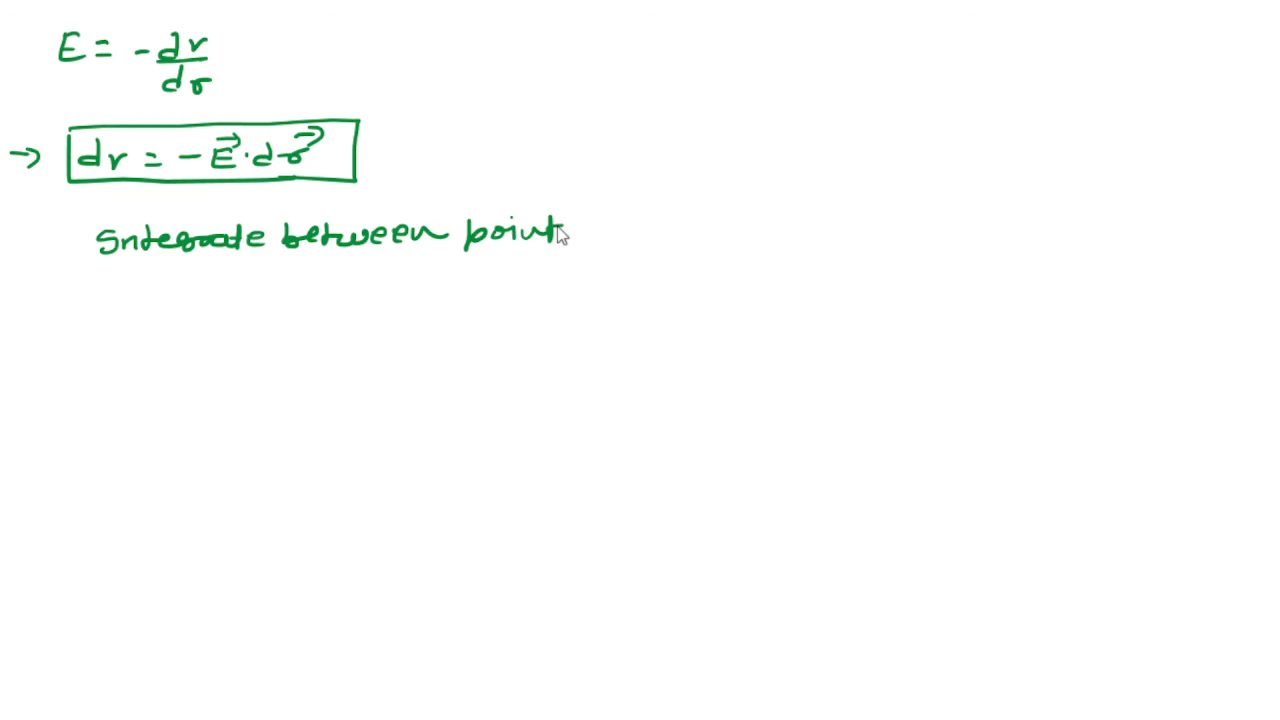 E = - dv/dr
→ dv = - E⃗ · dr⃗
Integrate between point